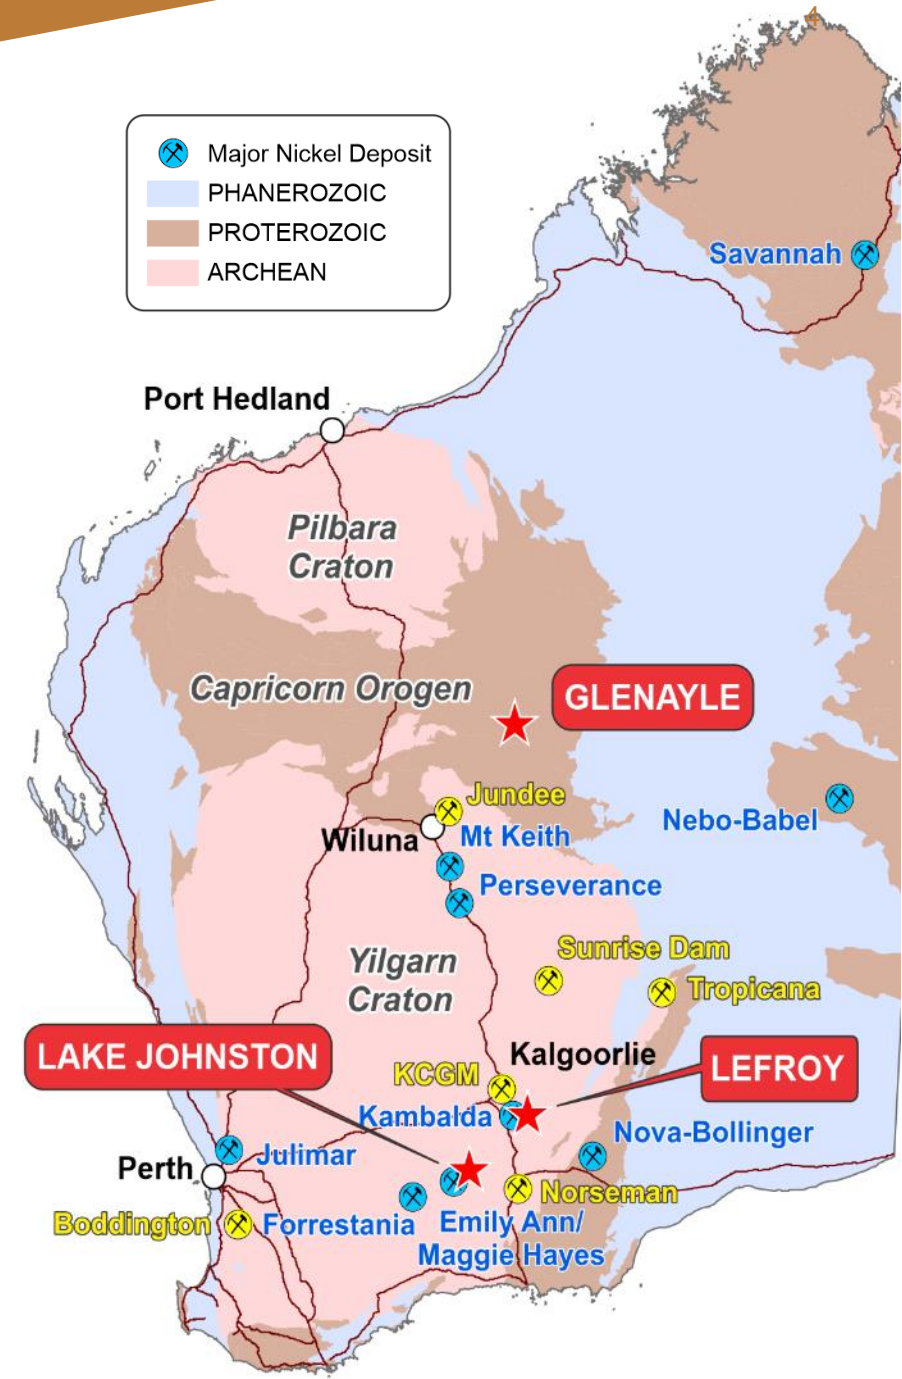 4
Major Nickel Deposit
PHANEROZOIC
PROTEROZOIC
ARCHEAN
Savannah
Port Hedland
Pilbara
Craton
Capricorn Orogen
GLENAYLE
Jundee
Nebo-Babel
Wiluna
Mt Keith
Perseverance
Sunrise Dam
Yilgarn
Craton
Tropicana
LAKE JOHNSTON
Kalgoorlie
LEFROY
KCGM
Kambalda
Nova-Bollinger
Julimar
Perth
Norseman
Boddington
Forrestania
Emily Ann/
Maggie Hayes